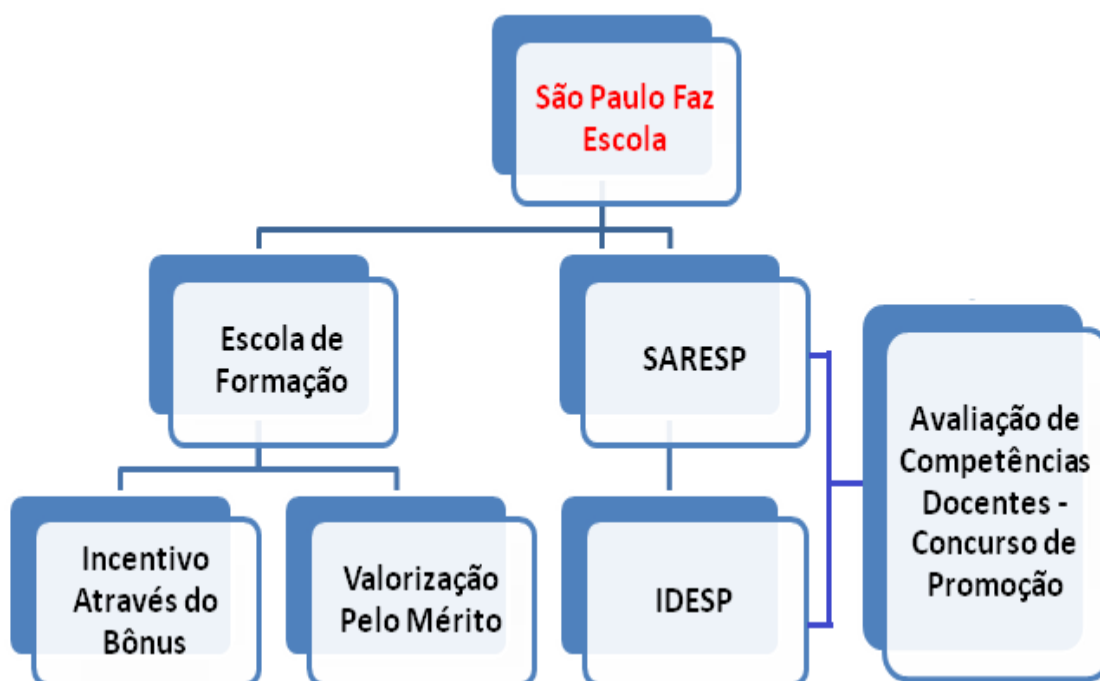 São Paulo Faz
Escola
Escola de
Formação
SARESP
Incentivo
Através do
Bônus
Valorização
Pelo Mérito
IDESP
Avaliação de
Competências
Docentes -
Concurso de
Promoção